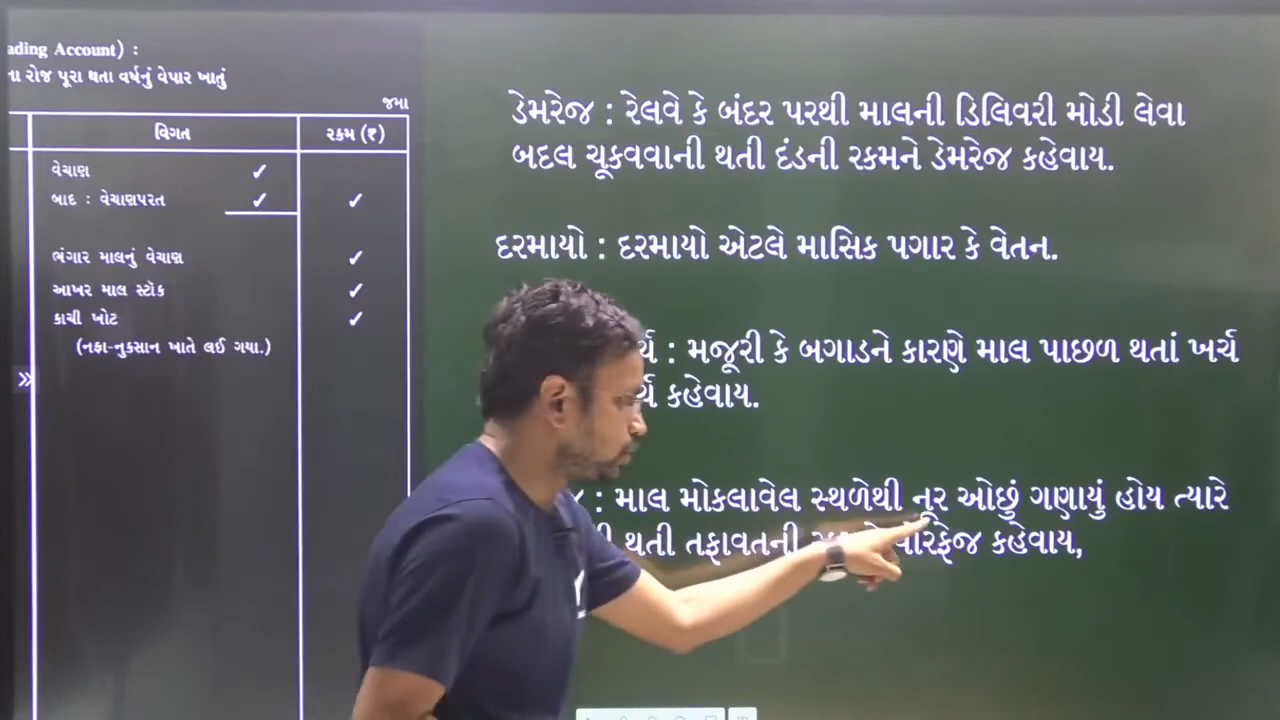 ading Account) :
ના રોજ પૂરા થતા વર્ષનું વેપાર ખાતું
જમા
વિગત રકમ (₹)
વેચાણ ✓
બાદ : વેચાણપરત ✓ ✓
ભંગાર માલનું વેચાણ ✓
આખર માલ સ્ટૉક ✓
કાચી ખોટ ✓
(નફા-નુકસાન ખાતે લઈ ગયા.)
»
ડેમરેજ : રેલવે કે બંદર પરથી માલની ડિલિવરી મોડી લેવા
બદલ ચૂકવવાની થતી દંડની રકમને ડેમરેજ કહેવાય.
દરમાયો : દરમાયો એટલે માસિક પગાર કે વેતન.
ર્ચ : મજૂરી કે બગાડને કારણે માલ પાછળ થતાં ખર્ચ
ર્ચ કહેવાય.
: માલ મોકલાવેલ સ્થળેથી નૂર ઓછું ગણાયું હોય ત્યારે
થતી તફાવતની કહેવાય,